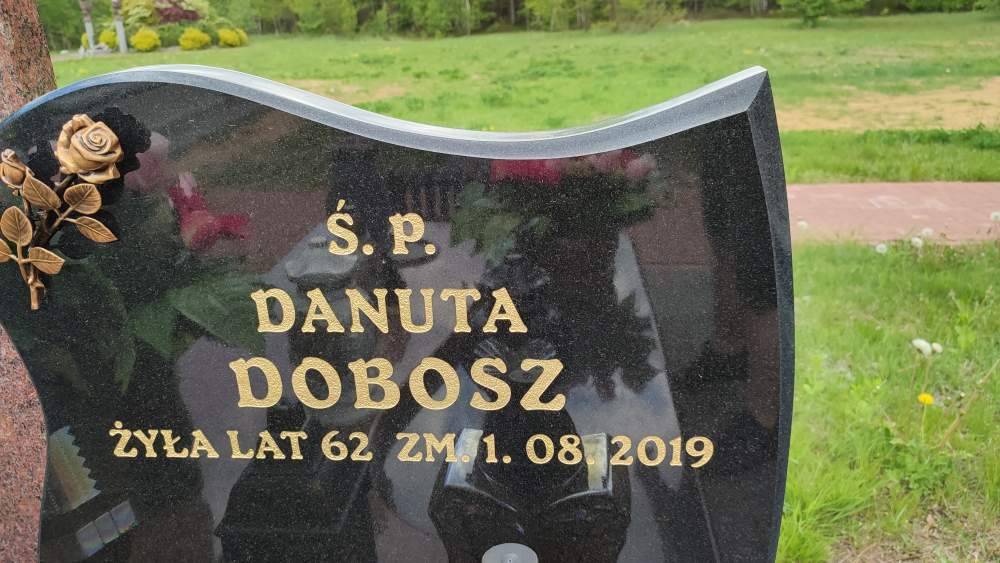 Ś. P.
DANUTA
DOBOSZ
ŻYŁA LAT 62 ZM. 1. 08. 2019